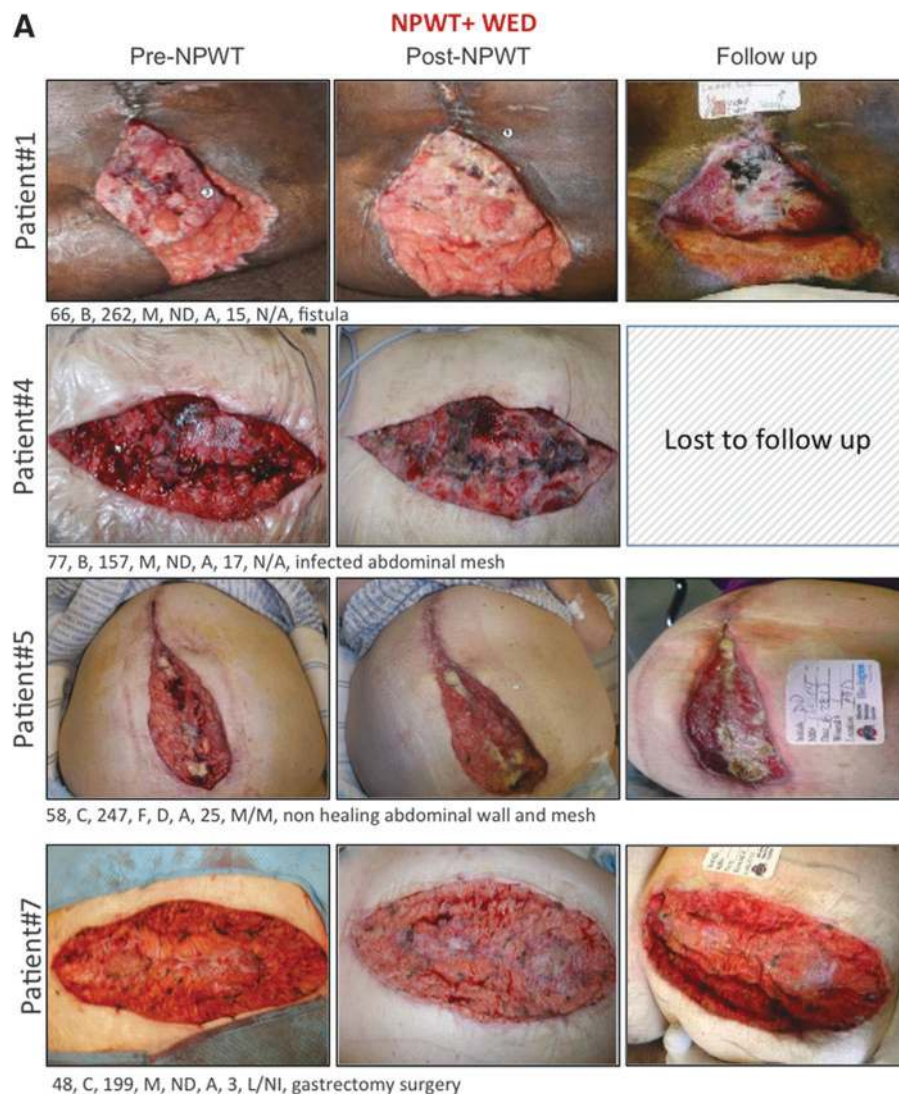 A
NPWT+ WED
Pre-NPWT Post-NPWT Follow up
Patient#1
66, B, 262, M, ND, A, 15, N/A, fistula
Patient#4
Lost to follow up
77, B, 157, M, ND, A, 17, N/A, infected abdominal mesh
Patient#5
58, C, 247, F, D, A, 25, M/M, non healing abdominal wall and mesh
Patient#7
48, C, 199, M, ND, A, 3, L/NI, gastrectomy surgery